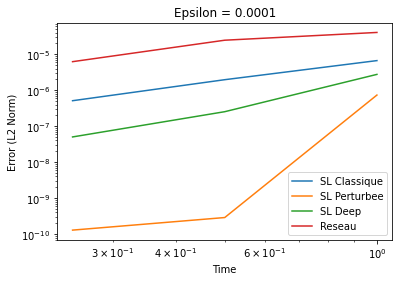 Epsilon = 0.0001
Error (L2 Norm)
10⁻⁵
10⁻⁶
10⁻⁷
10⁻⁸
10⁻⁹
10⁻¹⁰
SL Classique
SL Perturbee
SL Deep
Reseau
3 × 10⁻¹ 4 × 10⁻¹ 6 × 10⁻¹ 10⁰
Time